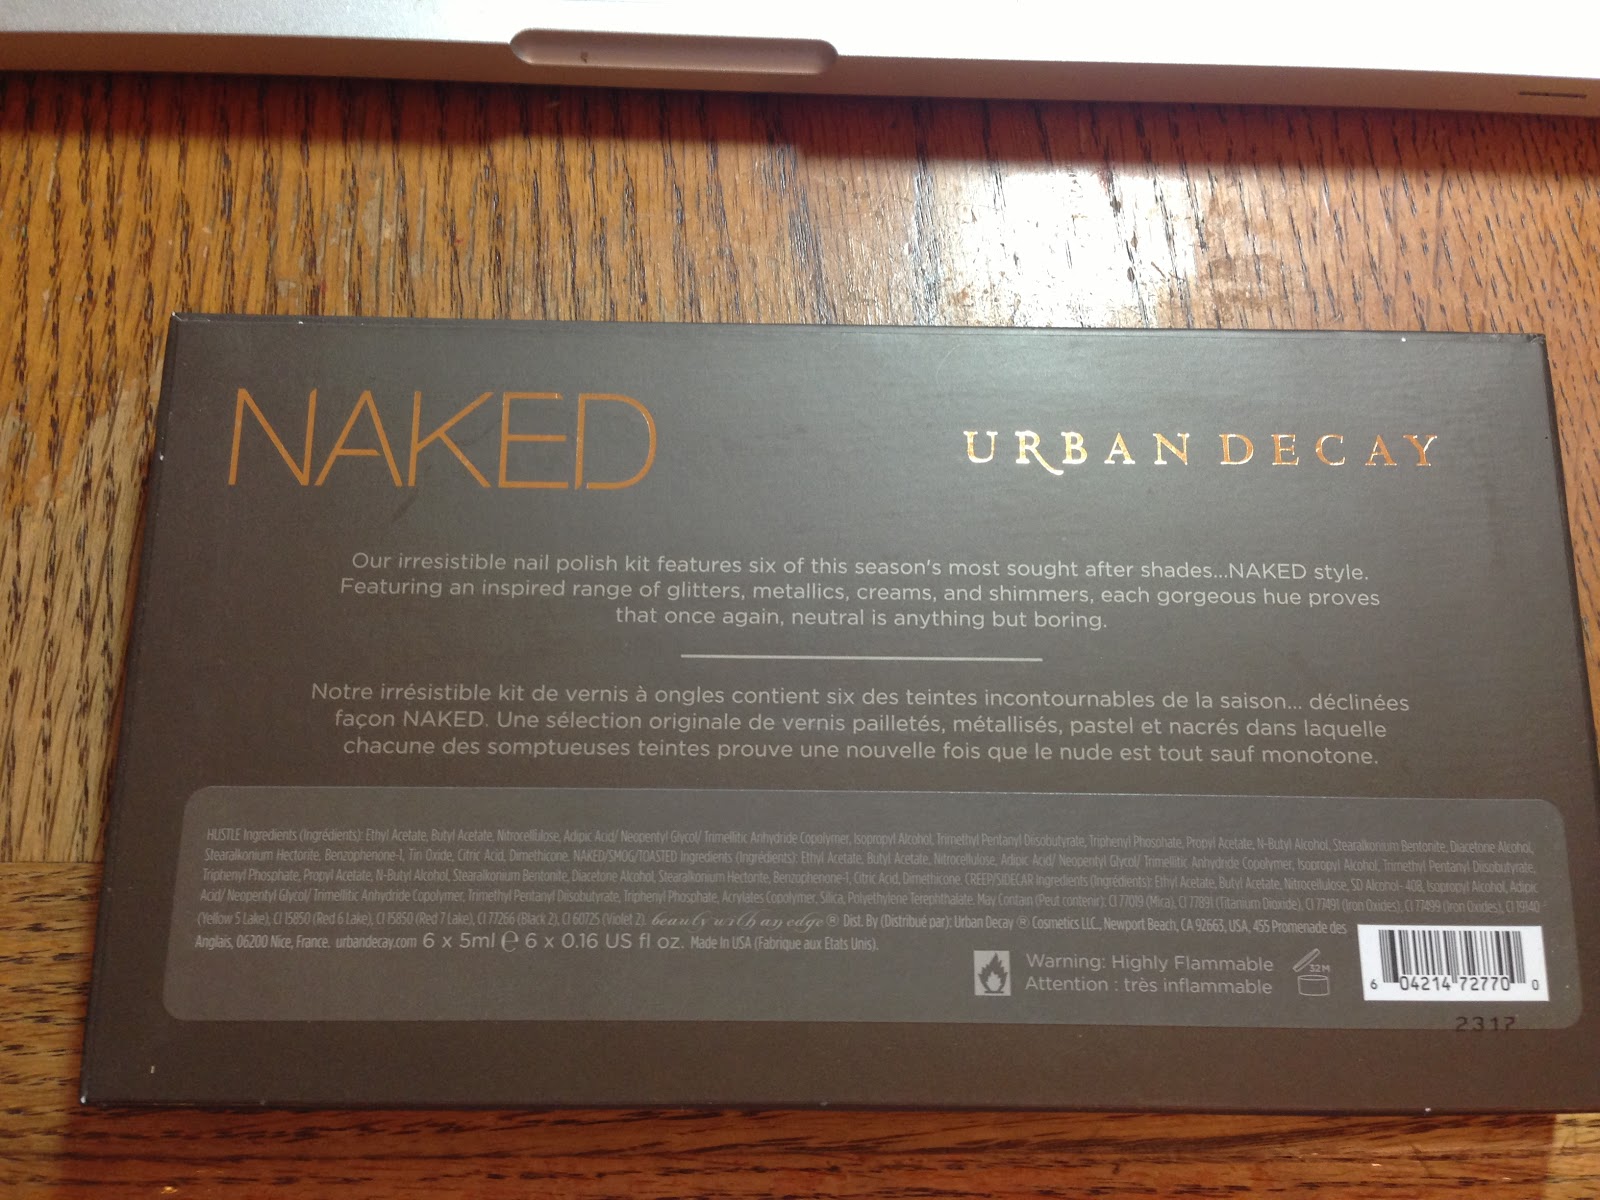 NAKED
URBAN DECAY
Our irresistible nail polish kit features six of this season's most sought after shades...NAKED style.
Featuring an inspired range of glitters, metallics, creams, and shimmers, each gorgeous hue proves
that once again, neutral is anything but boring.
Notre irrésistible kit de vernis à ongles contient six des teintes incontournables de la saison... déclinées
façon NAKED. Une sélection originale de vernis pailletés, métallisés, pastel et nacrés dans laquelle
chacune des somptueuses teintes prouve une nouvelle fois que le nude est tout sauf monotone.
HUSTLE Ingredients (Ingrédients): Ethyl Acetate, Butyl Acetate, Nitrocellulose, Adipic Acid/ Neopentyl Glycol/ Trimellitic Anhydride Copolymer, Isopropyl Alcohol, Trimethyl Pentanyl Diisobutyrate, Triphenyl Phosphate, Propyl Acetate, N-Butyl Alcohol, Stearalkonium Bentonite, Diacetone Alcohol,
Stearalkonium Hectorite, Benzophenone-1, Tin Oxide, Citric Acid, Dimethicone. NAKED/SMOG/TOASTED Ingredients (Ingrédients): Ethyl Acetate, Butyl Acetate, Nitrocellulose, Adipic Acid/ Neopentyl Glycol/ Trimellitic Anhydride Copolymer, Isopropyl Alcohol, Trimethyl Pentanyl Diisobutyrate,
Triphenyl Phosphate, Propyl Acetate, N-Butyl Alcohol, Stearalkonium Bentonite, Diacetone Alcohol, Stearalkonium Hectorite, Benzophenone-1, Citric Acid, Dimethicone. CREEP/SIDECAR Ingredients (Ingrédients): Ethyl Acetate, Butyl Acetate, Nitrocellulose, SD Alcohol- 40B, Isopropyl Alcohol, Adipic
Acid/ Neopentyl Glycol/ Trimellitic Anhydride Copolymer, Trimethyl Pentanyl Diisobutyrate, Triphenyl Phosphate, Acrylates Copolymer, Silica, Polyethylene Terephthalate. May Contain (Peut contenir): CI 77019 (Mica), CI 77891 (Titanium Dioxide), CI 77491 (Iron Oxides), CI 77499 (Iron Oxides), CI 19140
(Yellow 5 Lake), CI 15850 (Red 6 Lake), CI 15850 (Red 7 Lake), CI 77266 (Black 2), CI 60725 (Violet 2). beauty with an edge ® Dist. By (Distribué par): Urban Decay ® Cosmetics LLC., Newport Beach, CA 92663, USA, 455 Promenade des
Anglais, 06200 Nice, France. urbandecay.com 6 x 5ml ℮ 6 x 0.16 US fl oz. Made In USA (Fabrique aux Etats Unis).
Warning: Highly Flammable
Attention : très inflammable
32M
6 04214 72770 0
2317